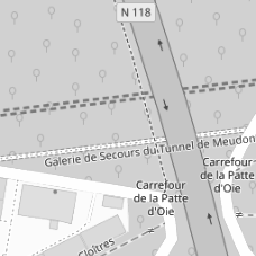 N 118
Galerie de Secours du Tunnel de Meudon
Carrefour
de la Patte
d'Oie
Carrefour
de la Patte
d'Oie
Cloîtres